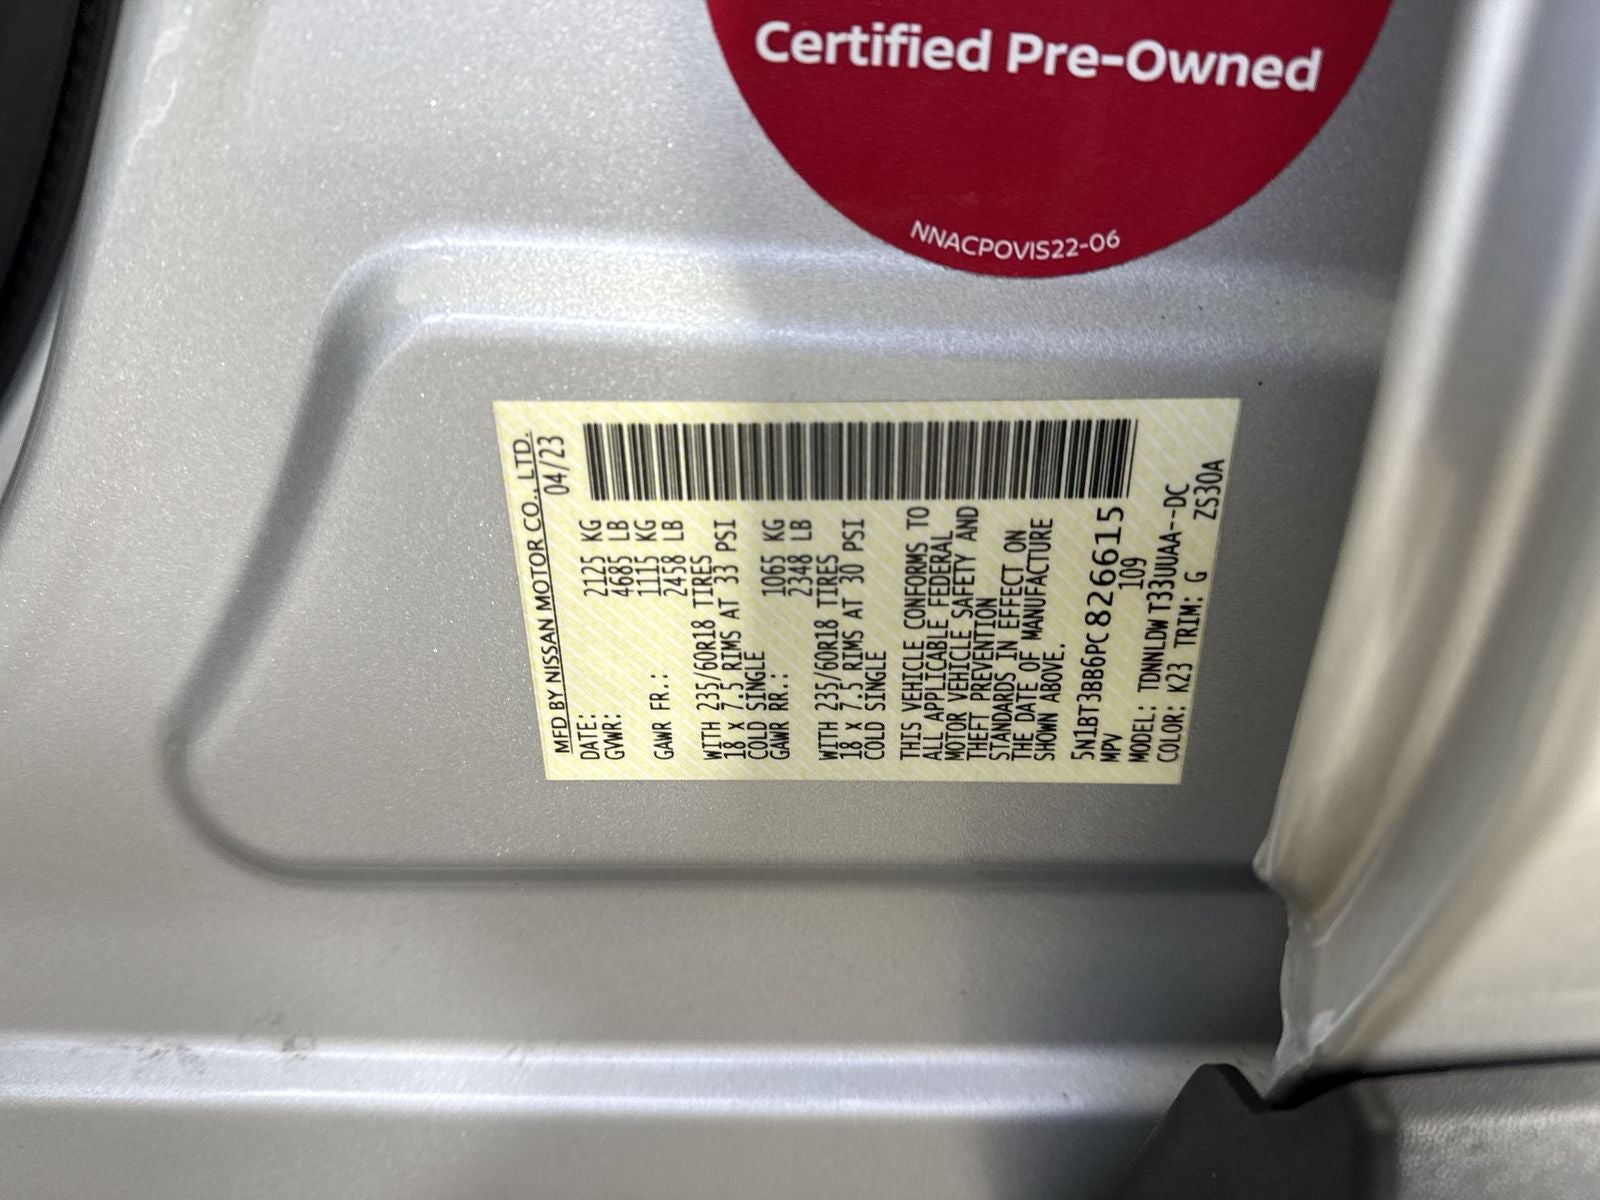 Certified Pre-Owned
NNACPOVIS22-06
MFD BY NISSAN MOTOR CO., LTD.
DATE: 04/23
GVWR: 2125 KG
4685 LB
GAWR FR.: 1115 KG
2458 LB
WITH 235/60R18 TIRES
18 x 7.5 RIMS AT 33 PSI
COLD SINGLE
GAWR RR.: 1065 KG
2348 LB
WITH 235/60R18 TIRES
18 x 7.5 RIMS AT 30 PSI
COLD SINGLE
THIS VEHICLE CONFORMS TO
ALL APPLICABLE FEDERAL
MOTOR VEHICLE SAFETY AND
THEFT PREVENTION
STANDARDS IN EFFECT ON
THE DATE OF MANUFACTURE
SHOWN ABOVE.
5N1BT3BB6PC826615
MPV 109
MODEL: TDNNLDW T33UUAA--DC
COLOR: K23 TRIM: G ZS30A